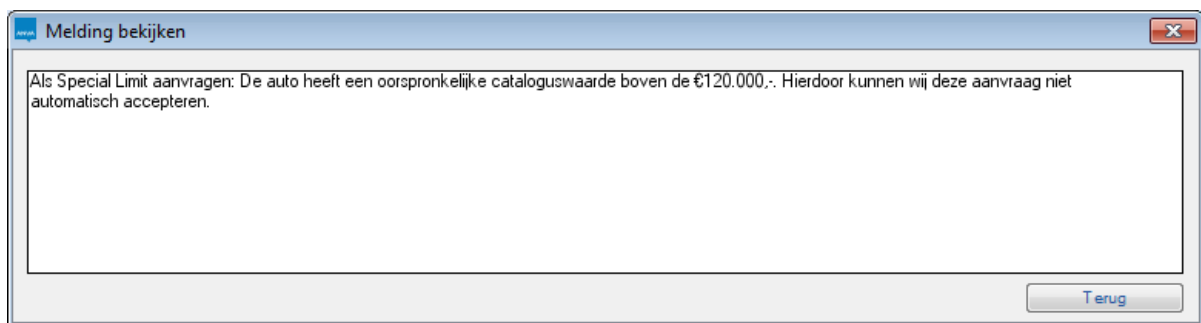 ANVA
Melding bekijken
Als Special Limit aanvragen: De auto heeft een oorspronkelijke cataloguswaarde boven de €120.000,-. Hierdoor kunnen wij deze aanvraag niet
automatisch accepteren.
Terug